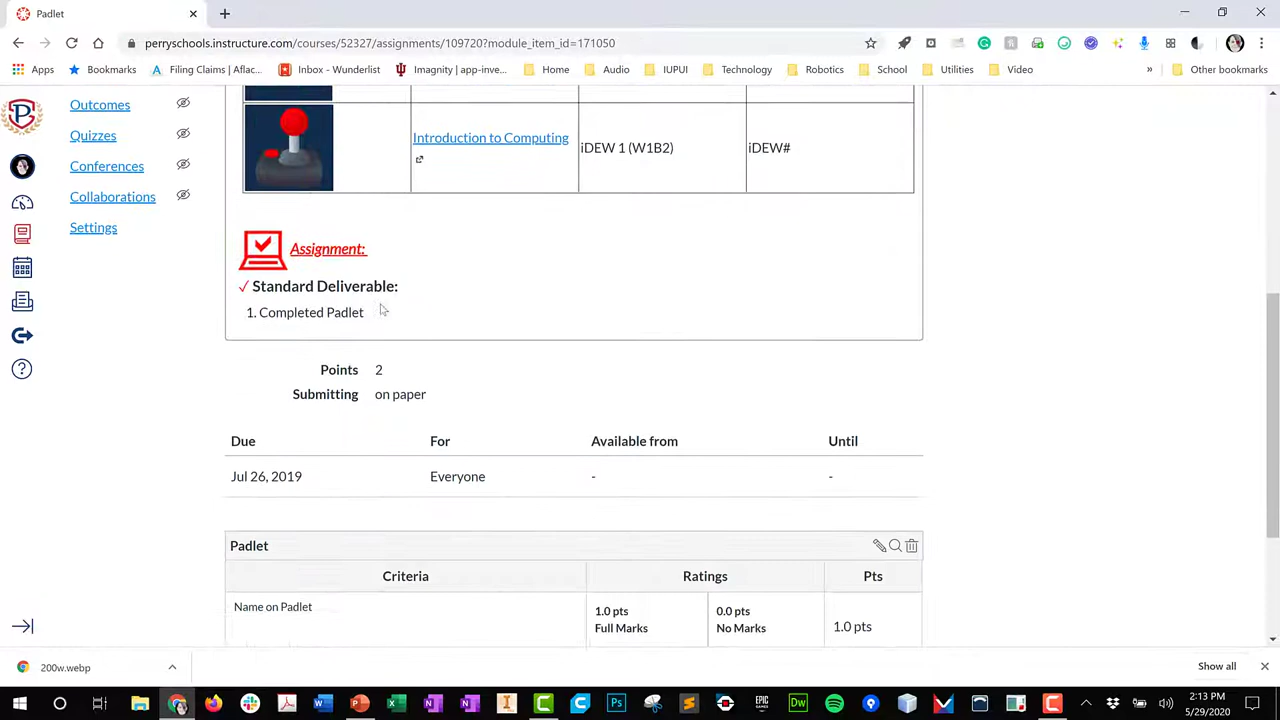 Padlet
perryschools.instructure.com/courses/52327/assignments/109720?module_item_id=171050
Apps Bookmarks Filing Claims | Aflac... Inbox - Wunderlist Imagnity | app-inve... Home Audio IUPUI Technology Robotics School Utilities Video » Other bookmarks
Outcomes
Quizzes
Conferences
Collaborations
Settings
Introduction to Computing
iDEW 1 (W1B2)
iDEW#
Assignment:
✓ Standard Deliverable:
1. Completed Padlet
Points 2
Submitting on paper
Due For Available from Until
Jul 26, 2019 Everyone - -
Padlet
Criteria Ratings Pts
Name on Padlet
1.0 pts 0.0 pts
Full Marks No Marks
1.0 pts
200w.webp
Show all
2:13 PM
5/29/2020